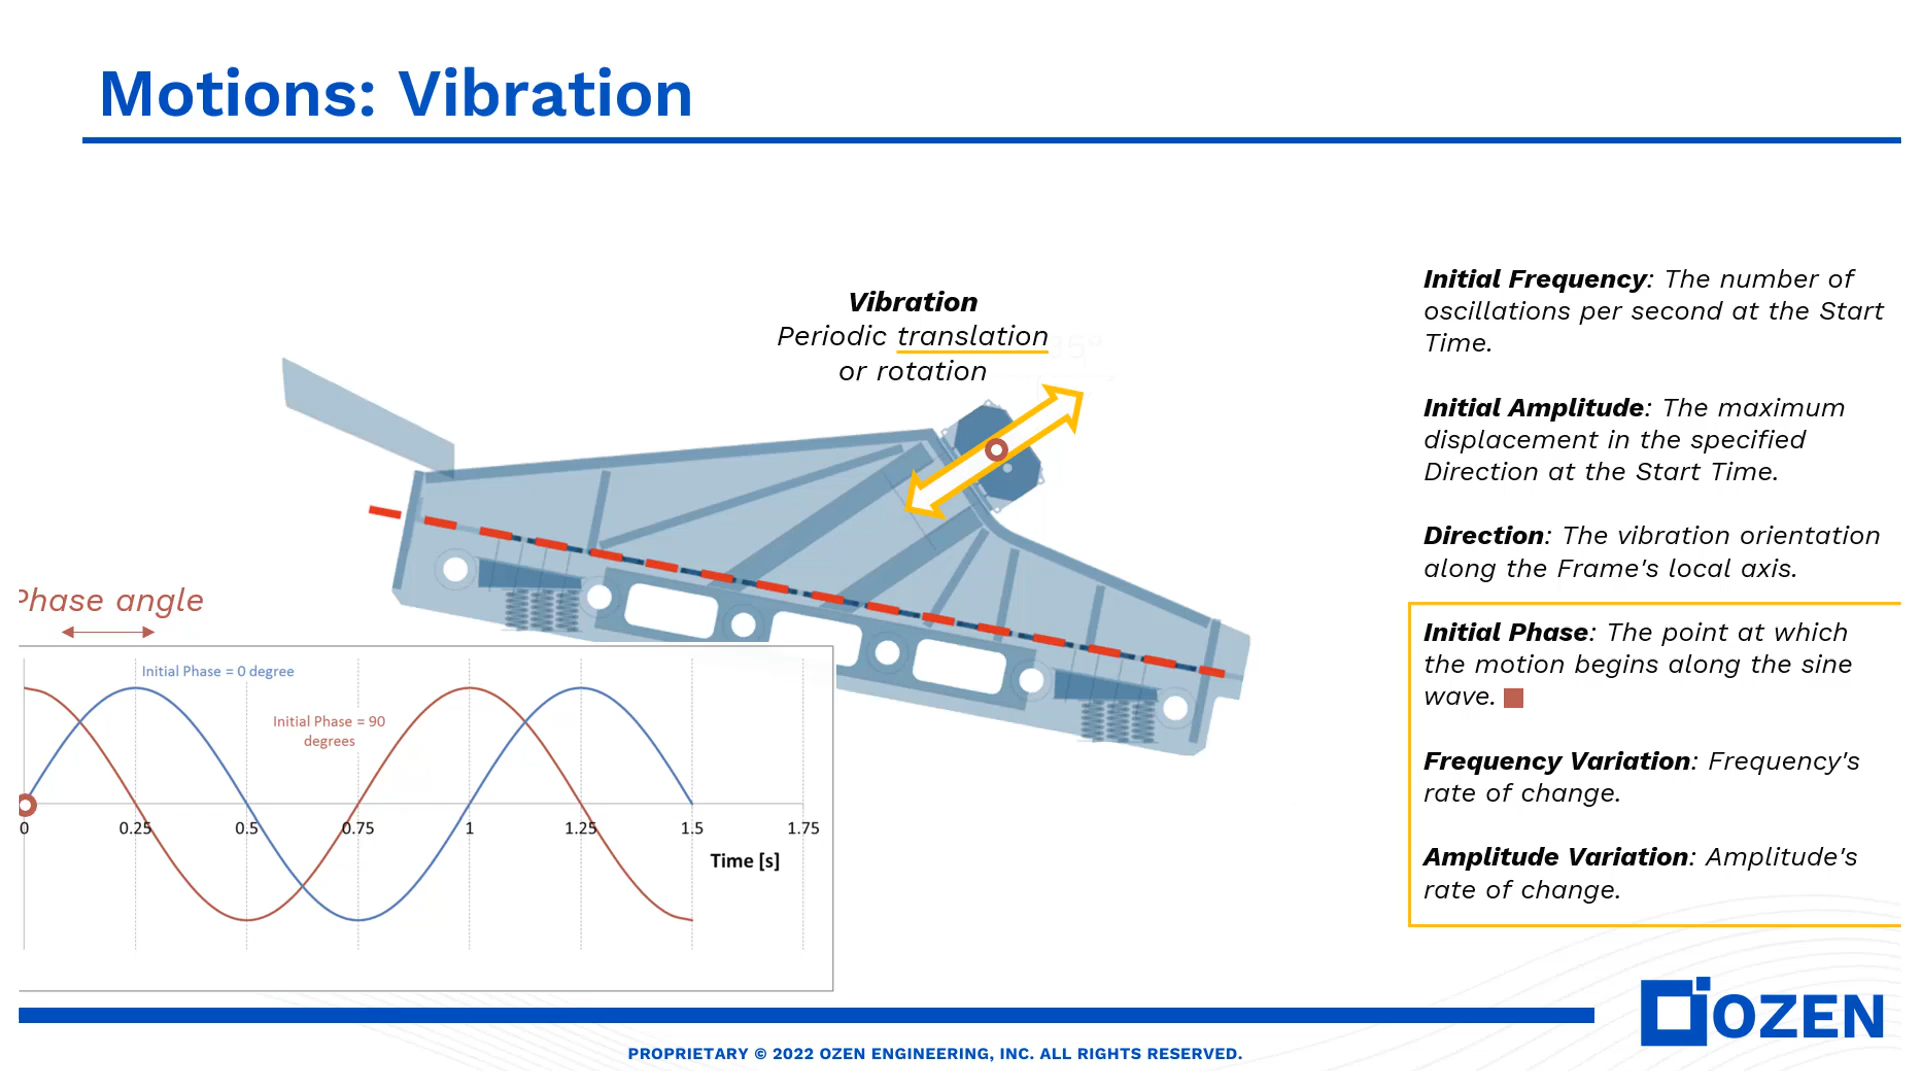 Motions: Vibration
Vibration
Periodic translation
or rotation
Initial Frequency: The number of
oscillations per second at the Start
Time.
Initial Amplitude: The maximum
displacement in the specified
Direction at the Start Time.
Direction: The vibration orientation
along the Frame's local axis.
Initial Phase: The point at which
the motion begins along the sine
wave.
Frequency Variation: Frequency's
rate of change.
Amplitude Variation: Amplitude's
rate of change.
Phase angle
Initial Phase = 0 degree
Initial Phase = 90
degrees
0 0.25 0.5 0.75 1 1.25 1.5 1.75
Time [s]
OZEN
PROPRIETARY © 2022 OZEN ENGINEERING, INC. ALL RIGHTS RESERVED.